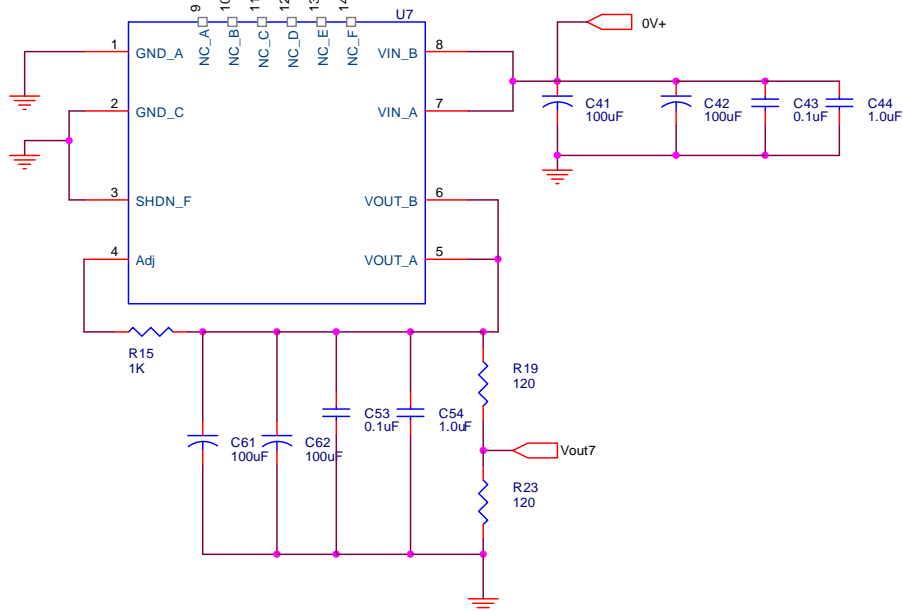 9 10 11 12 13 14
U7
NC_A NC_B NC_C NC_D NC_E NC_F
0V+
1 GND_A VIN_B 8
2 GND_C VIN_A 7
C41 100uF
C42 100uF
C43 0.1uF
C44 1.0uF
3 SHDN_F VOUT_B 6
4 Adj VOUT_A 5
R15
1K
R19
120
C61
100uF
C62
100uF
C53
0.1uF
C54
1.0uF
Vout7
R23
120